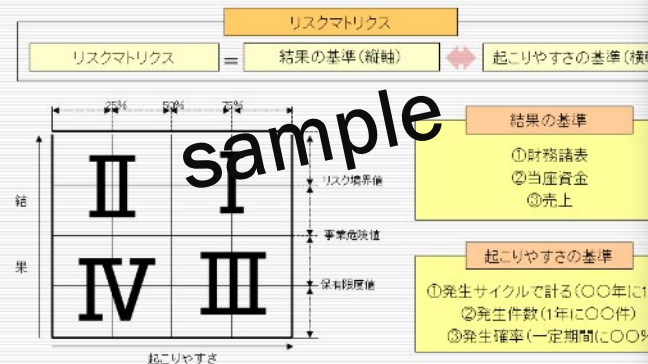 リスクマトリクス
リスクマトリクス = 結果の基準(縦軸) 起こりやすさの基準(横
25% 50% 75%
sample
Ⅱ Ⅰ
Ⅳ Ⅲ
リスク境界値
事業危険値
保有限度値
結果
起こりやすさ
結果の基準
①財務諸表
②当座資金
③売上
起こりやすさの基準
①発生サイクルで計る(〇〇年に1
②発生件数(1年に〇〇件)
③発生確率(一定期間に〇〇%